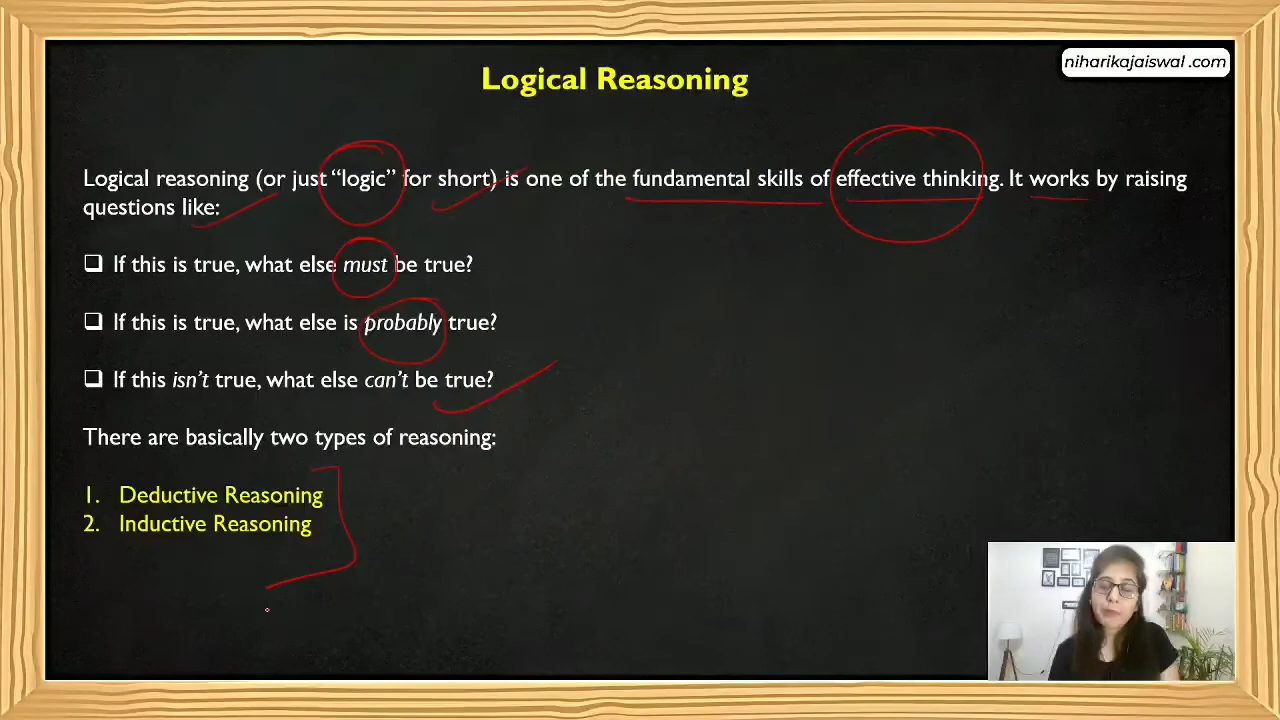 niharikajaiswal .com
Logical Reasoning
Logical reasoning (or just “logic” for short) is one of the fundamental skills of effective thinking. It works by raising
questions like:
❑ If this is true, what else must be true?
❑ If this is true, what else is probably true?
❑ If this isn’t true, what else can’t be true?
There are basically two types of reasoning:
1. Deductive Reasoning
2. Inductive Reasoning